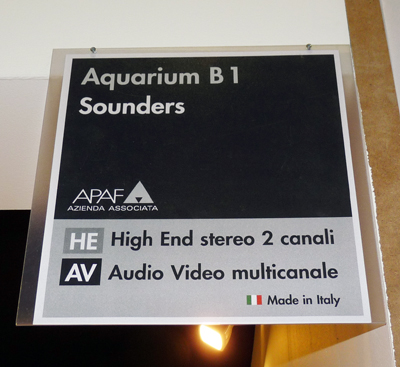 Aquarium B 1
Sounders
APAF
AZIENDA ASSOCIATA
HE High End stereo 2 canali
AV Audio Video multicanale
Made in Italy